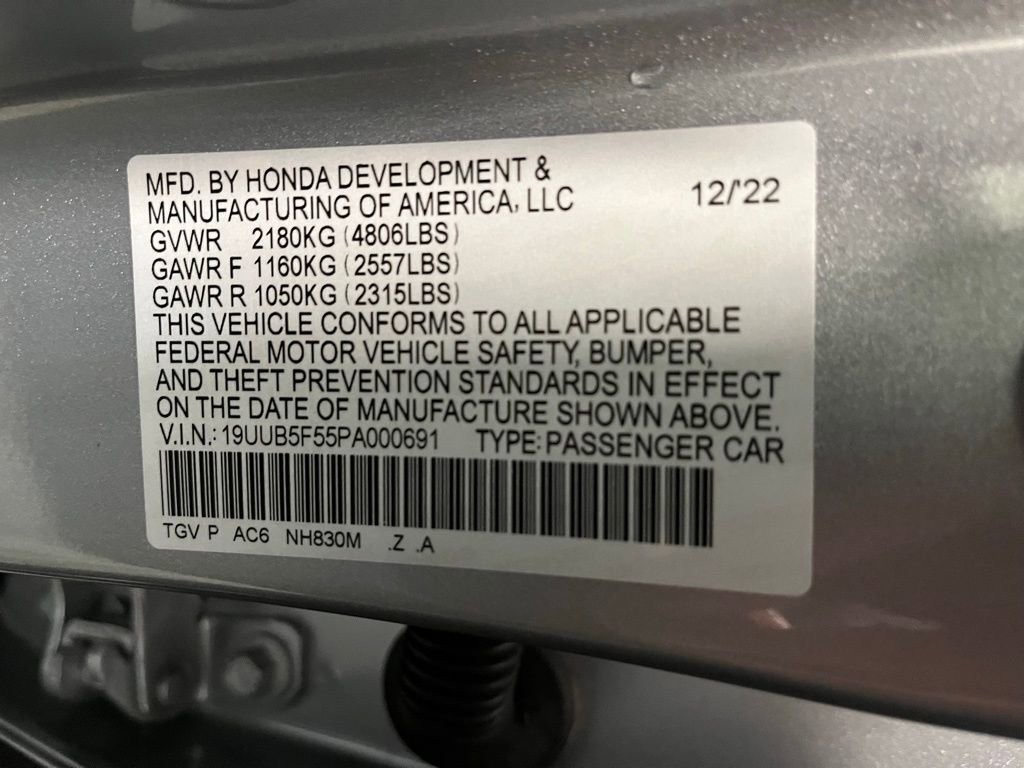 MFD. BY HONDA DEVELOPMENT &
MANUFACTURING OF AMERICA, LLC 12/'22
GVWR 2180KG (4806LBS)
GAWR F 1160KG (2557LBS)
GAWR R 1050KG (2315LBS)
THIS VEHICLE CONFORMS TO ALL APPLICABLE
FEDERAL MOTOR VEHICLE SAFETY, BUMPER,
AND THEFT PREVENTION STANDARDS IN EFFECT
ON THE DATE OF MANUFACTURE SHOWN ABOVE.
V.I.N.: 19UUB5F55PA000691 TYPE: PASSENGER CAR
TGV P AC6 NH830M .Z .A